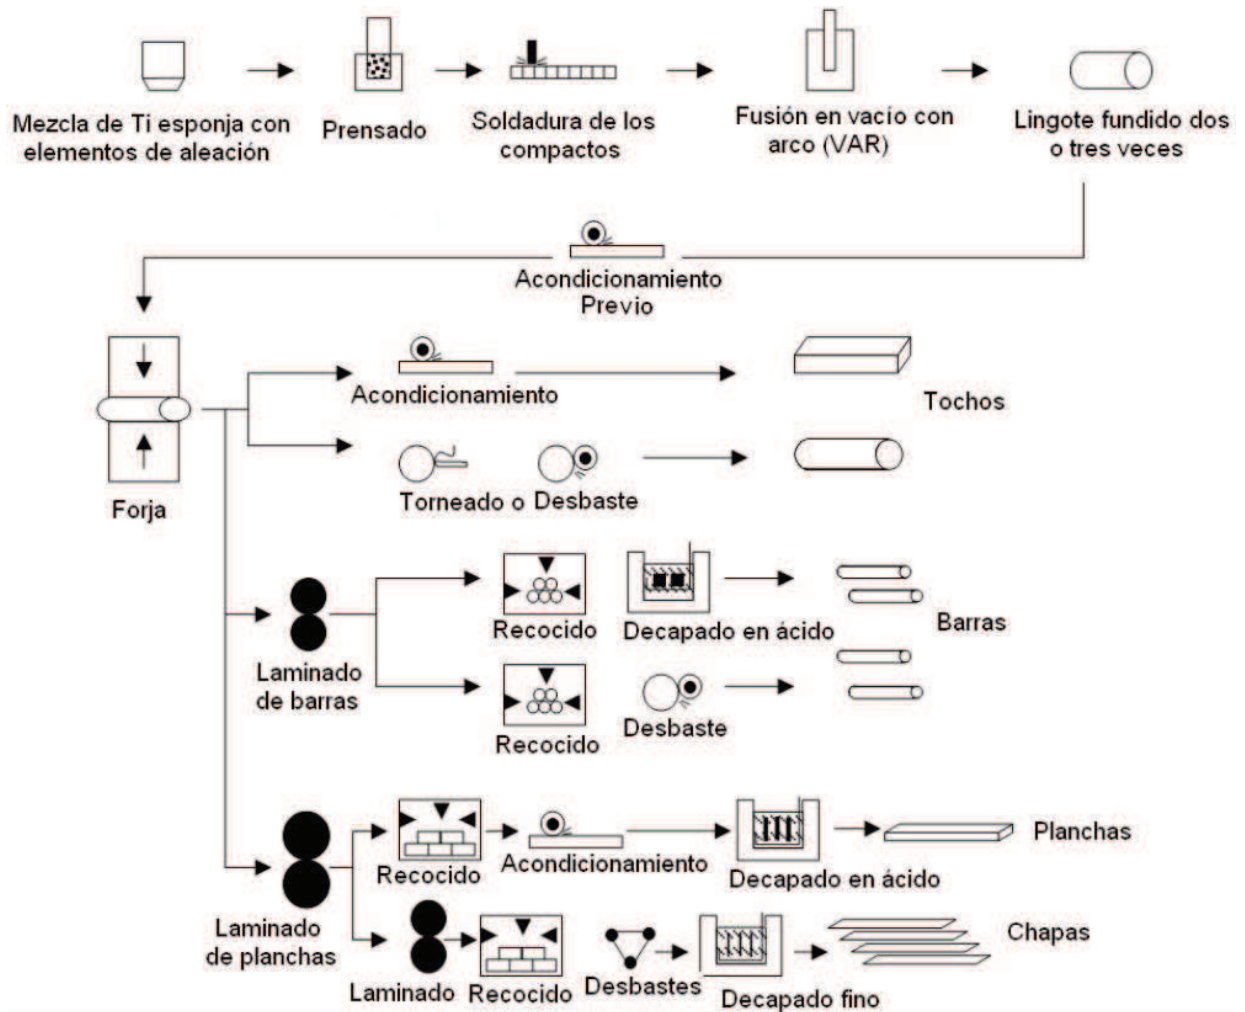 Mezcla de Ti esponja con
elementos de aleación
Prensado
Soldadura de los
compactos
Fusión en vacío con
arco (VAR)
Lingote fundido dos
o tres veces
Acondicionamiento
Previo
Forja
Acondicionamiento
Tochos
Torneado o Desbaste
Laminado
de barras
Recocido
Decapado en ácido
Barras
Recocido
Desbaste
Laminado
de planchas
Recocido
Acondicionamiento
Decapado en ácido
Planchas
Laminado
Recocido
Desbastes
Decapado fino
Chapas